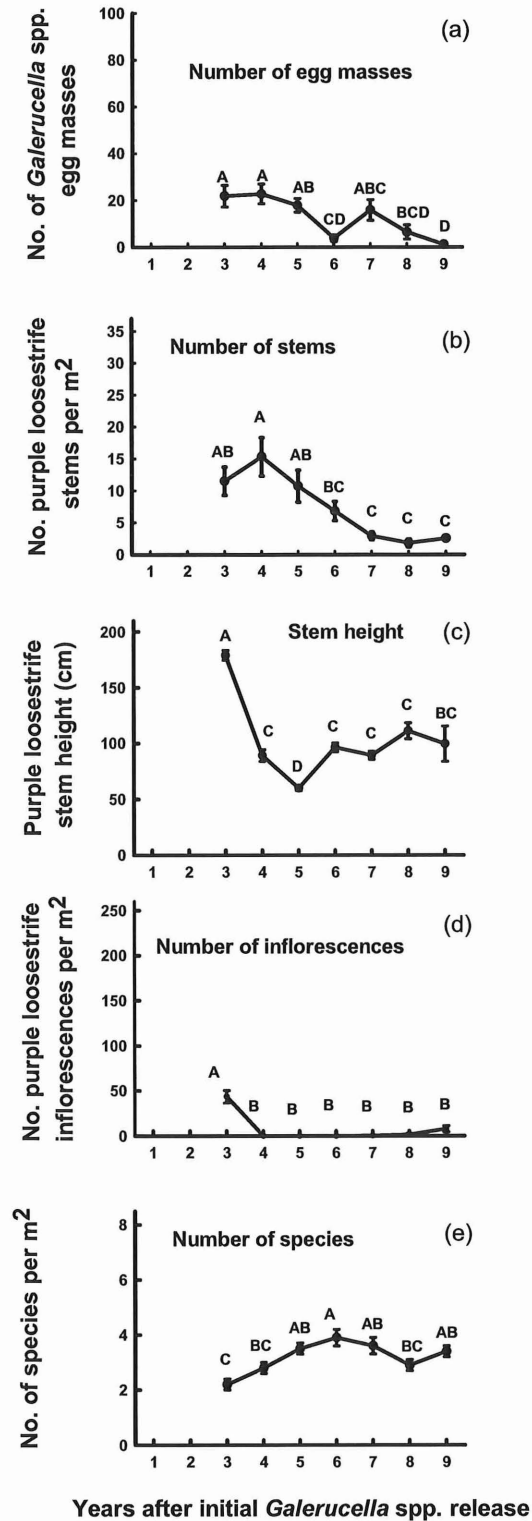 (a)
No. of Galerucella spp.
egg masses
Number of egg masses
100
80
60
40
20
0
A A AB CD ABC BCD D
1 2 3 4 5 6 7 8 9
(b)
No. purple loosestrife
stems per m2
Number of stems
35
30
25
20
15
10
5
0
AB A AB BC C C C
1 2 3 4 5 6 7 8 9
(c)
Purple loosestrife
stem height (cm)
Stem height
200
150
100
50
0
A C D C C C BC
1 2 3 4 5 6 7 8 9
(d)
No. purple loosestrife
inflorescences per m2
Number of inflorescences
250
200
150
100
50
0
A B B B B B B
1 2 3 4 5 6 7 8 9
(e)
No. of species per m2
Number of species
8
6
4
2
0
C BC AB A AB BC AB
1 2 3 4 5 6 7 8 9
Years after initial Galerucella spp. release